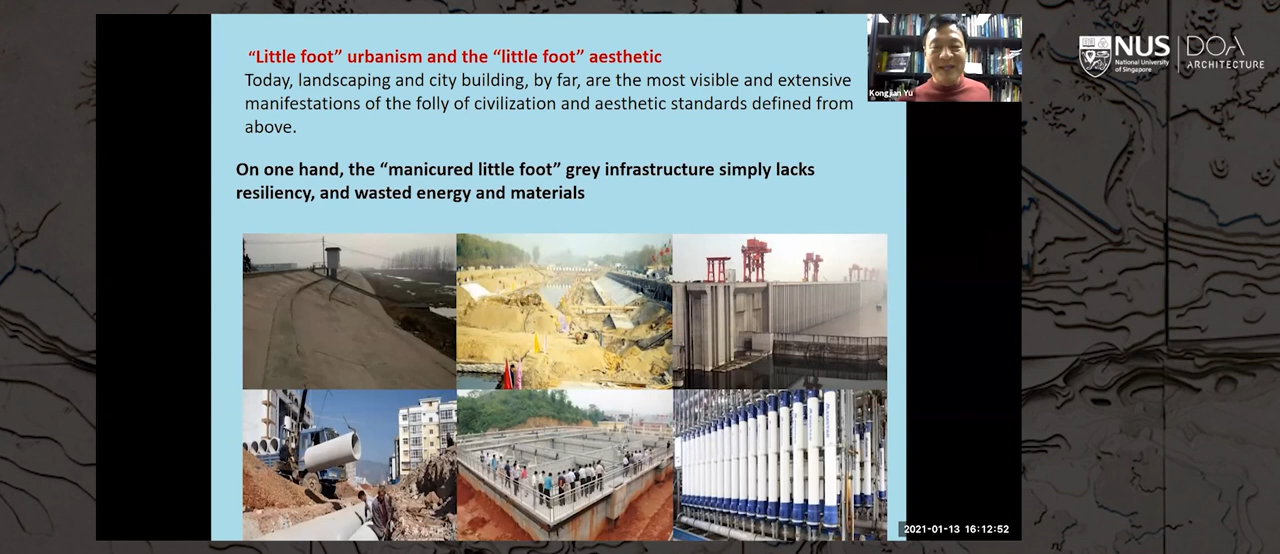 “Little foot” urbanism and the “little foot” aesthetic
Today, landscaping and city building, by far, are the most visible and extensive
manifestations of the folly of civilization and aesthetic standards defined from
above.
On one hand, the “manicured little foot” grey infrastructure simply lacks
resiliency, and wasted energy and materials
Kongjian Yu
NUS
National University
of Singapore
DOA
ARCHITECTURE
2021-01-13 16:12:52